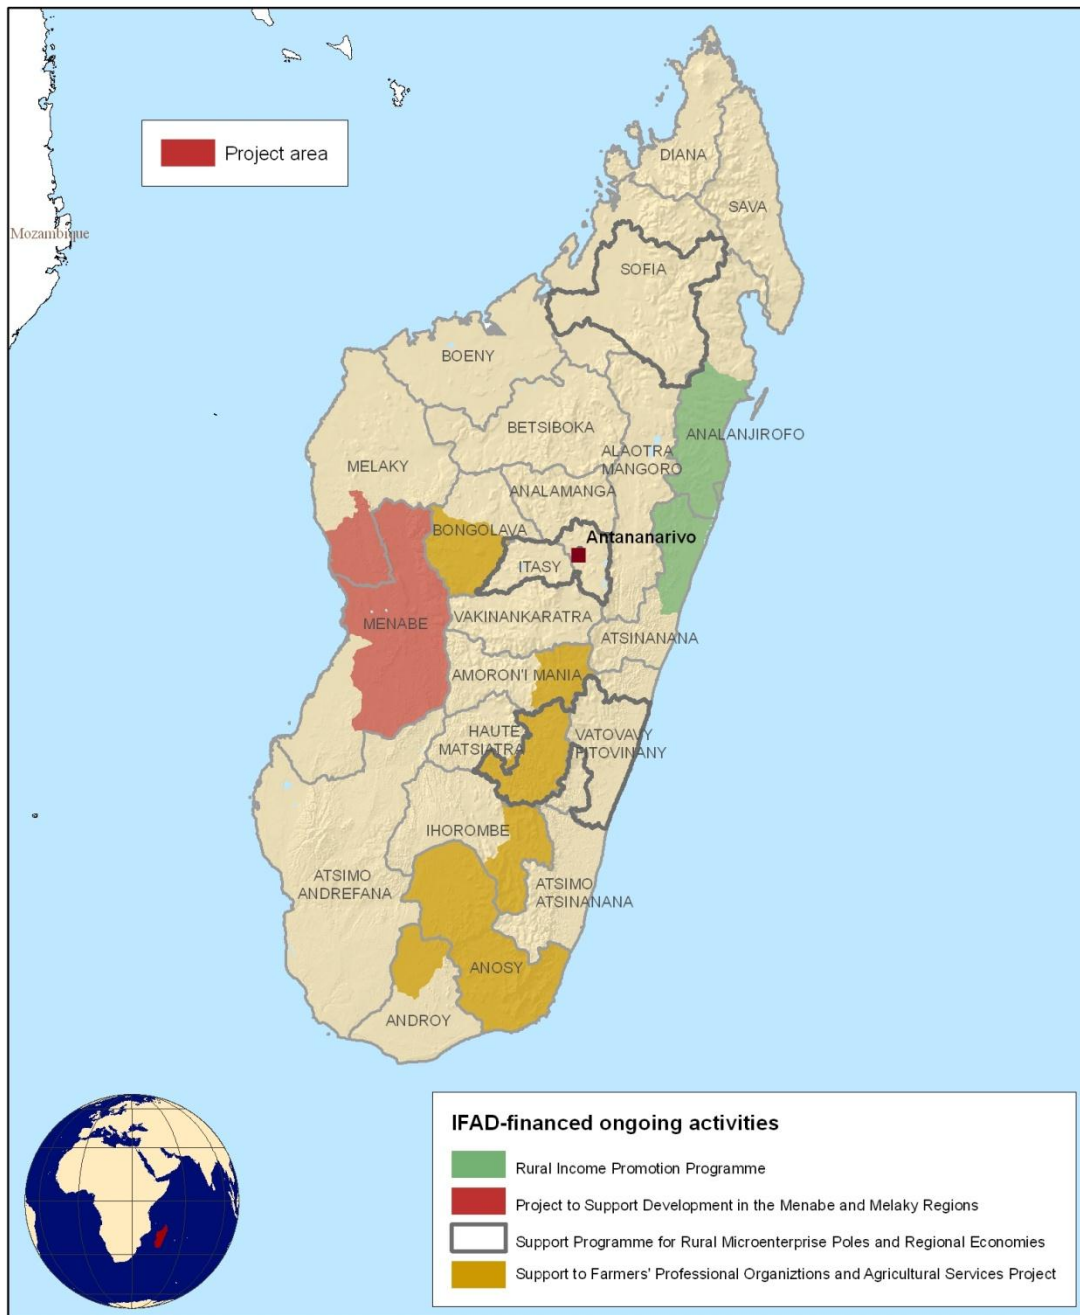 Project area
Mozambique
DIANA
SAVA
SOFIA
BOENY
BETSIBOKA
ANALANJIROFO
ALAOTRA
MANGORO
MELAKY
ANALAMANGA
BONGOLAVA
Antananarivo
ITASY
MENABE
VAKINANKARATRA
ATSINANANA
AMORON'I MANIA
HAUTE
MATSIATRA
VATOVAVY
FITOVINANY
IHOROMBE
ATSIMO
ANDREFANA
ATSIMO
ATSINANANA
ANOSY
ANDROY
IFAD-financed ongoing activities
Rural Income Promotion Programme
Project to Support Development in the Menabe and Melaky Regions
Support Programme for Rural Microenterprise Poles and Regional Economies
Support to Farmers' Professional Organiztions and Agricultural Services Project